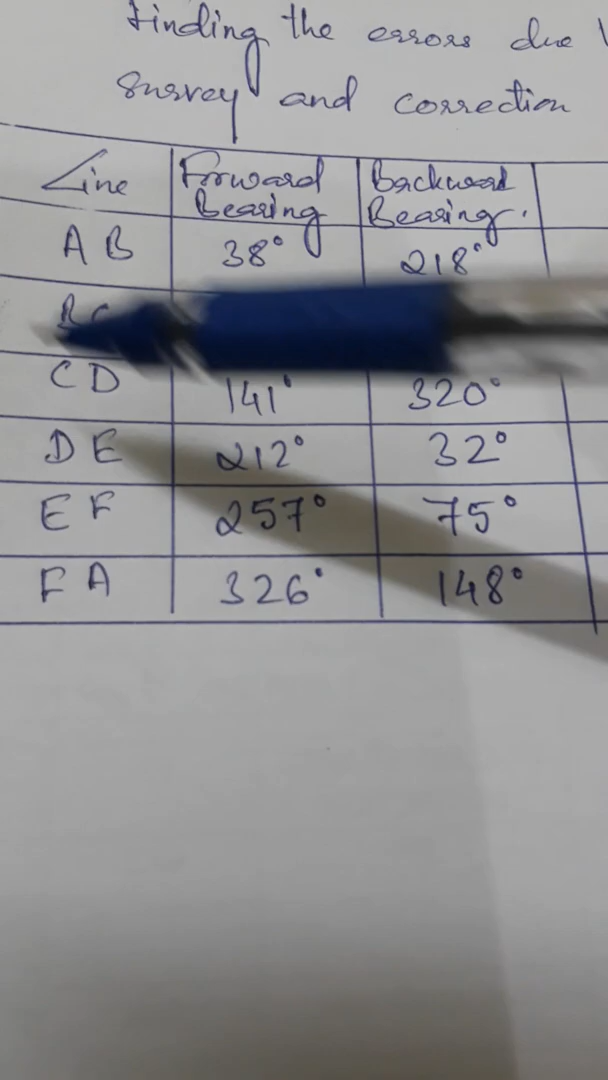 Finding the errors due
survey and correction
Line Forward Bearing Backward Bearing.
AB 38° 218°
CD 141° 320°
DE 212° 32°
EF 257° 75°
FA 326° 148°